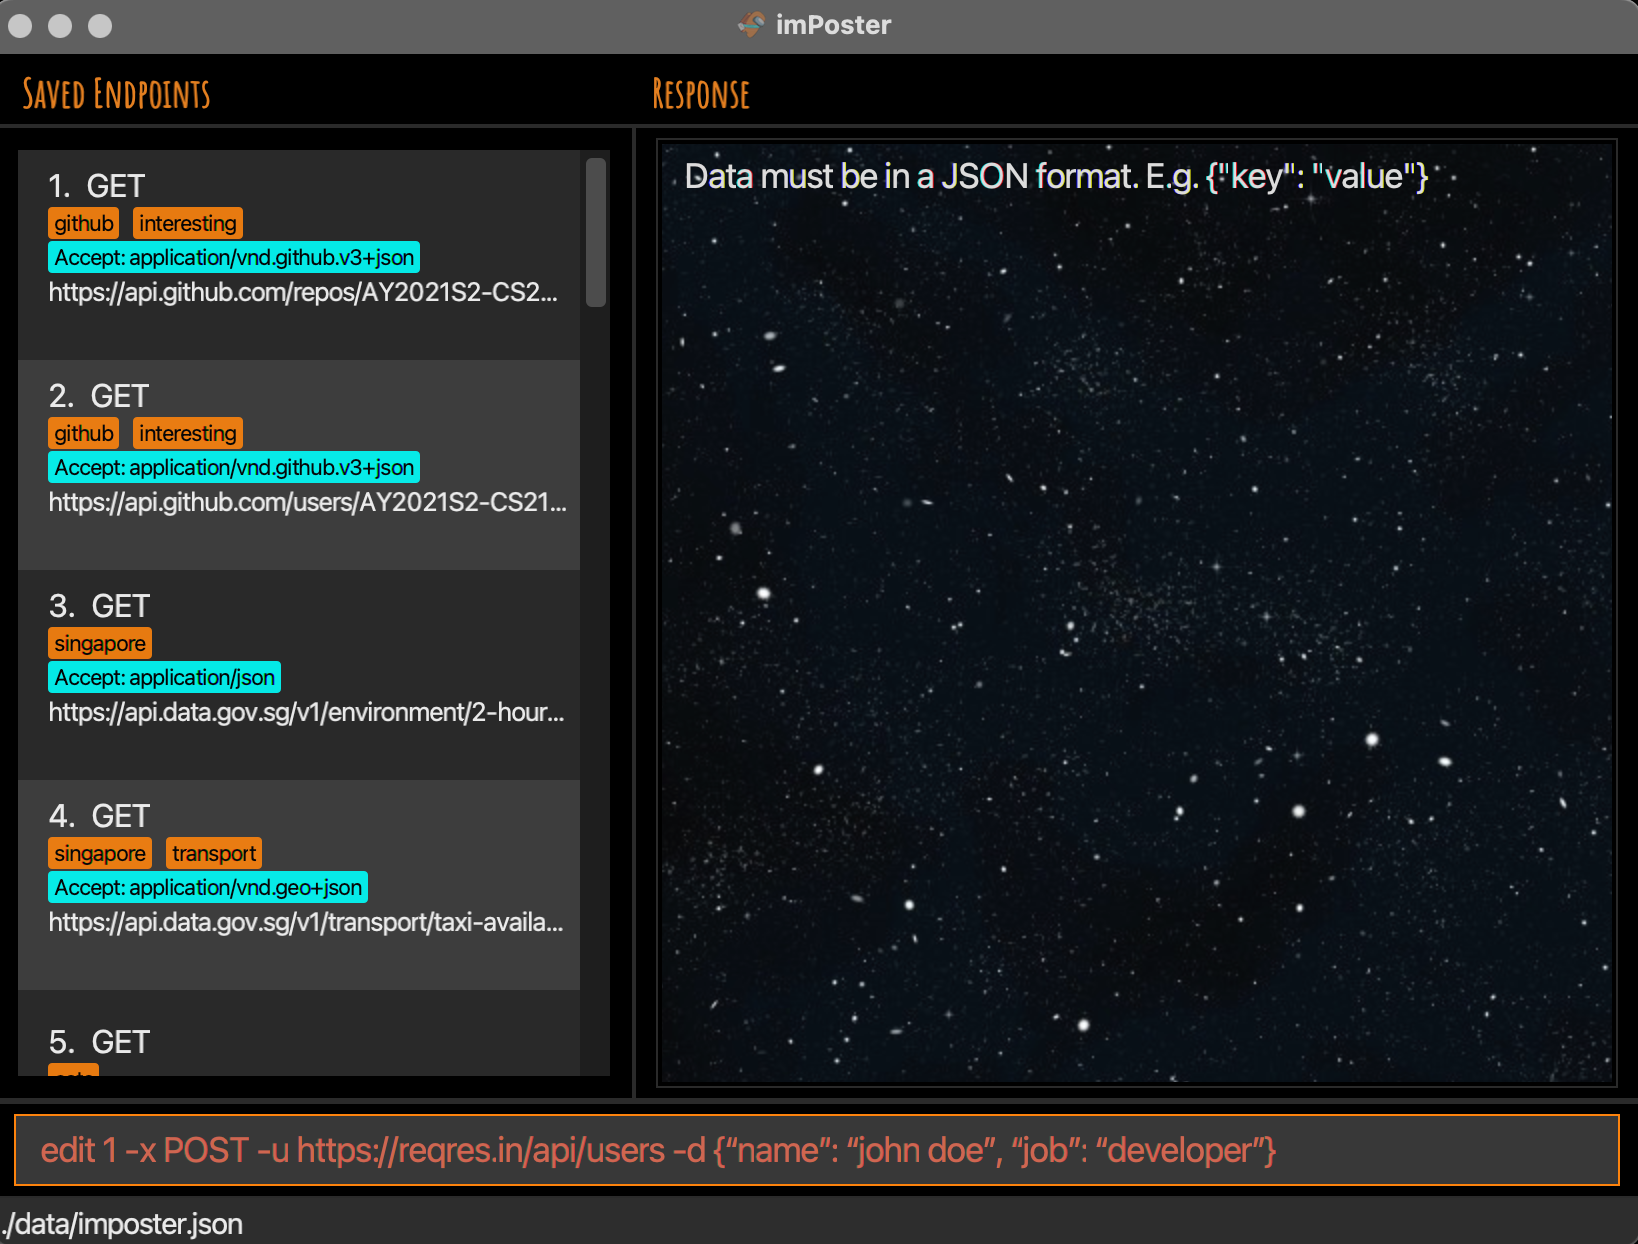 imPoster
Saved Endpoints
Response
1. GET
github interesting
Accept: application/vnd.github.v3+json
https://api.github.com/repos/AY2021S2-CS2...
2. GET
github interesting
Accept: application/vnd.github.v3+json
https://api.github.com/users/AY2021S2-CS21...
3. GET
singapore
Accept: application/json
https://api.data.gov.sg/v1/environment/2-hour...
4. GET
singapore transport
Accept: application/vnd.geo+json
https://api.data.gov.sg/v1/transport/taxi-availa...
5. GET
Data must be in a JSON format. E.g. {"key": "value"}
edit 1 -x POST -u https://reqres.in/api/users -d {“name”: “john doe”, “job”: “developer”}
./data/imposter.json